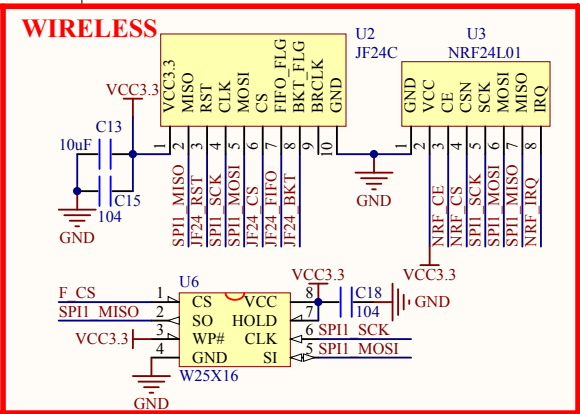 WIRELESS
U2
JF24C
VCC3.3
MISO
RST
CLK
MOSI
CS
FIFO_FLG
BKT_FLG
BRCLK
GND
1
2
3
4
5
6
7
8
9
10
SPI1_MISO
JF24_RST
SPI1_SCK
SPI1_MOSI
JF24_CS
JF24_FIFO
JF24_BKT
VCC3.3
C13
10uF
C15
104
GND
GND
U3
NRF24L01
GND
VCC
CE
CSN
SCK
MOSI
MISO
IRQ
1
2
3
4
5
6
7
8
NRF_CE
NRF_CS
SPI1_SCK
SPI1_MOSI
SPI1_MISO
NRF_IRQ
VCC3.3
U6
F_CS 1 CS VCC 8
SPI1_MISO 2 SO HOLD 7
VCC3.3 3 WP# CLK 6 SPI1_SCK
4 GND SI 5 SPI1_MOSI
W25X16
GND
VCC3.3
C18
104
GND